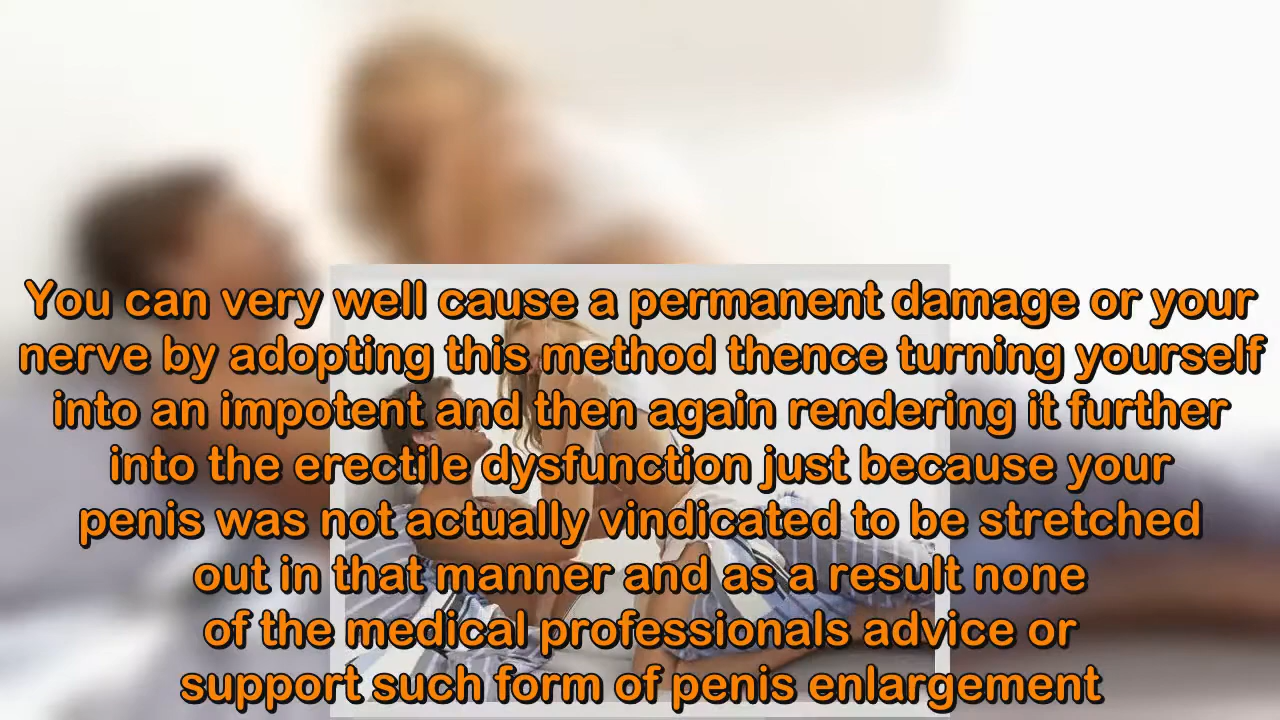 You can very well cause a permanent damage or your
nerve by adopting this method thence turning yourself
into an impotent and then again rendering it further
into the erectile dysfunction just because your
penis was not actually vindicated to be stretched
out in that manner and as a result none
of the medical professionals advice or
support such form of penis enlargement